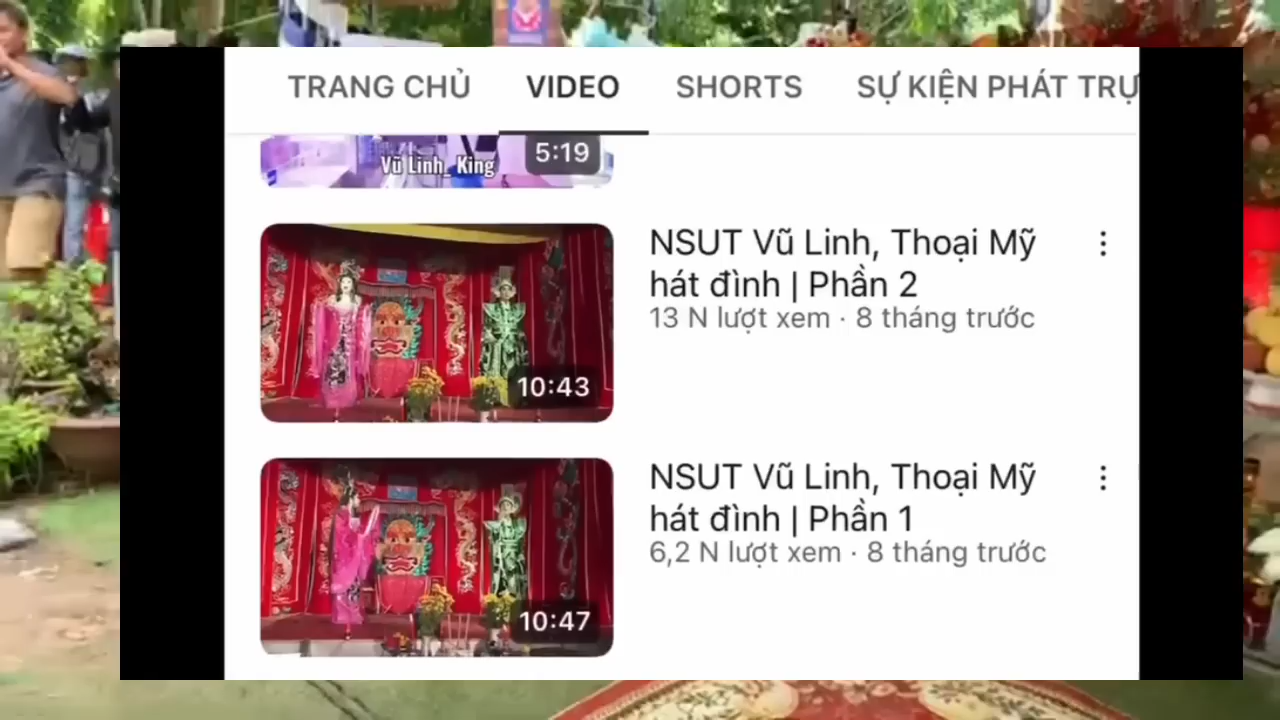 TRANG CHỦ VIDEO SHORTS SỰ KIỆN PHÁT TRỰ
Vũ Linh_ King
5:19
NSUT Vũ Linh, Thoại Mỹ
hát đình | Phần 2
13 N lượt xem · 8 tháng trước
10:43
NSUT Vũ Linh, Thoại Mỹ
hát đình | Phần 1
6,2 N lượt xem · 8 tháng trước
10:47